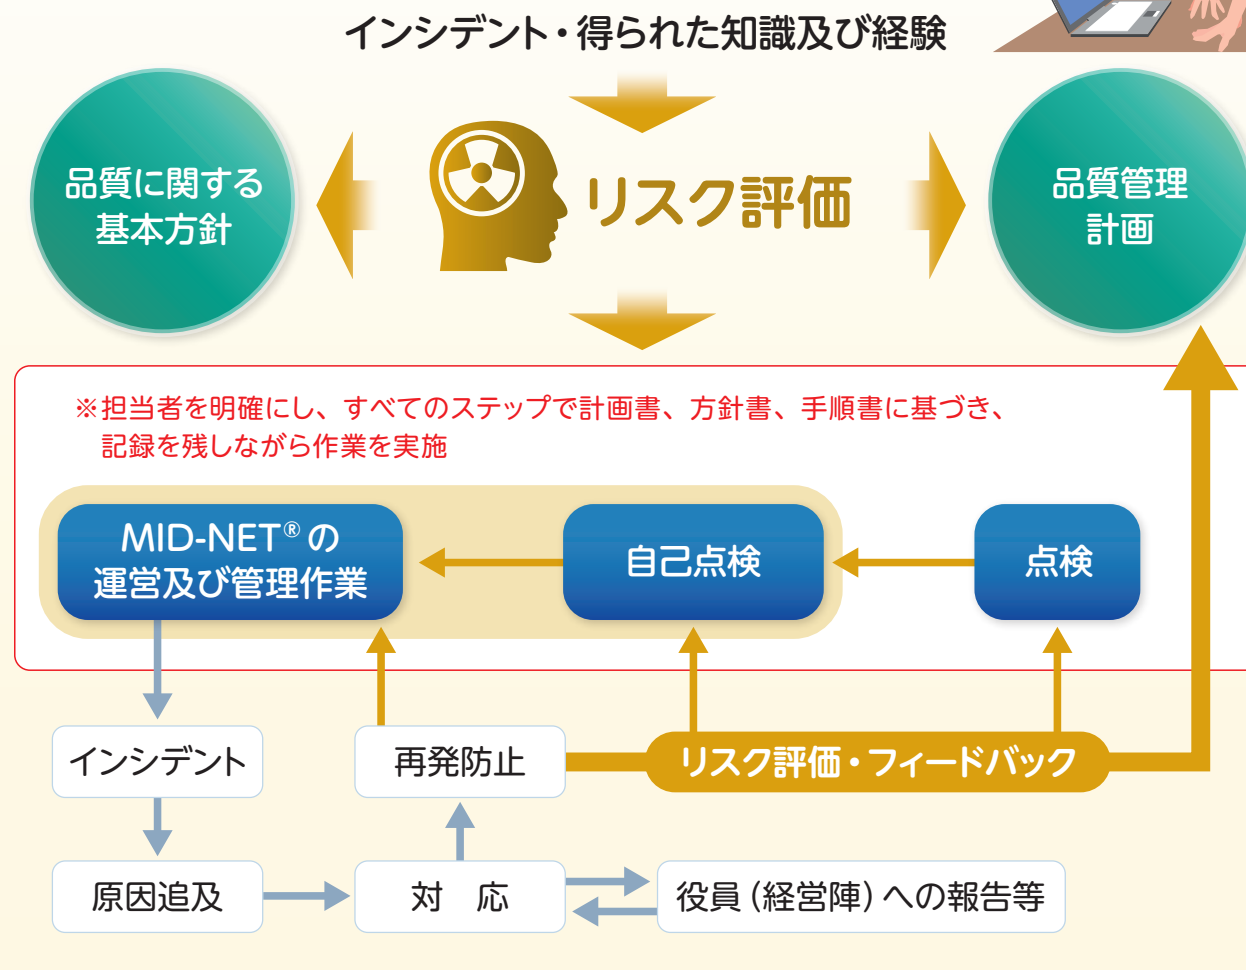 インシデント・得られた知識及び経験
品質に関する
基本方針
リスク評価
品質管理
計画
※担当者を明確にし、すべてのステップで計画書、方針書、手順書に基づき、
記録を残しながら作業を実施
MID-NET®の
運営及び管理作業
自己点検
点検
インシデント
再発防止
リスク評価・フィードバック
原因追及
対　応
役員（経営陣）への報告等